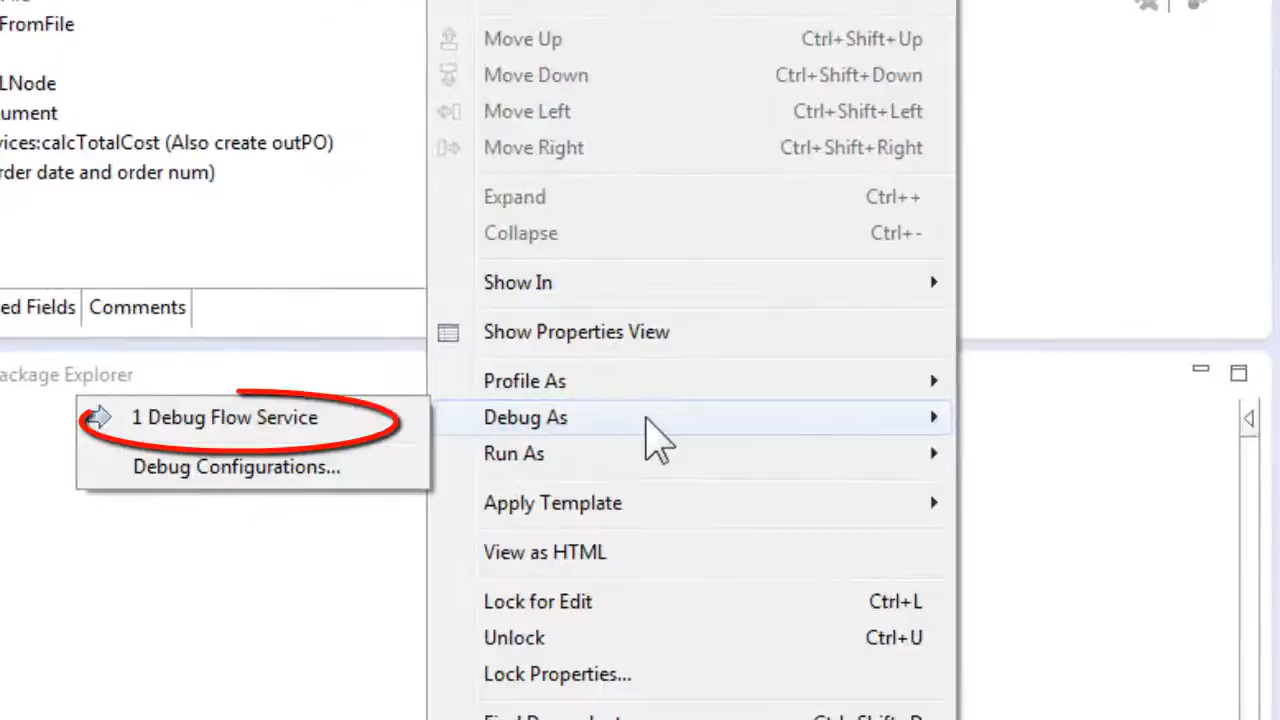 FromFile
LNode
ument
vices:calcTotalCost (Also create outPO)
rder date and order num)
ed Fields
Comments
ackage Explorer
1 Debug Flow Service
Debug Configurations...
Move Up Ctrl+Shift+Up
Move Down Ctrl+Shift+Down
Move Left Ctrl+Shift+Left
Move Right Ctrl+Shift+Right
Expand Ctrl++
Collapse Ctrl+-
Show In
Show Properties View
Profile As
Debug As
Run As
Apply Template
View as HTML
Lock for Edit Ctrl+L
Unlock Ctrl+U
Lock Properties...